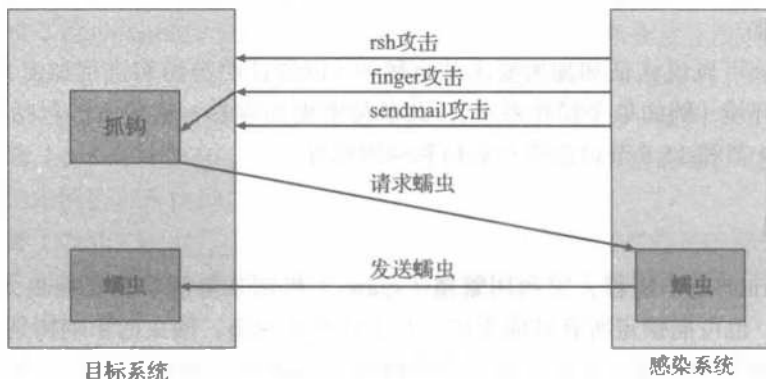 rsh攻击
finger攻击
sendmail攻击
抓钩
请求蠕虫
发送蠕虫
蠕虫
蠕虫
目标系统
感染系统